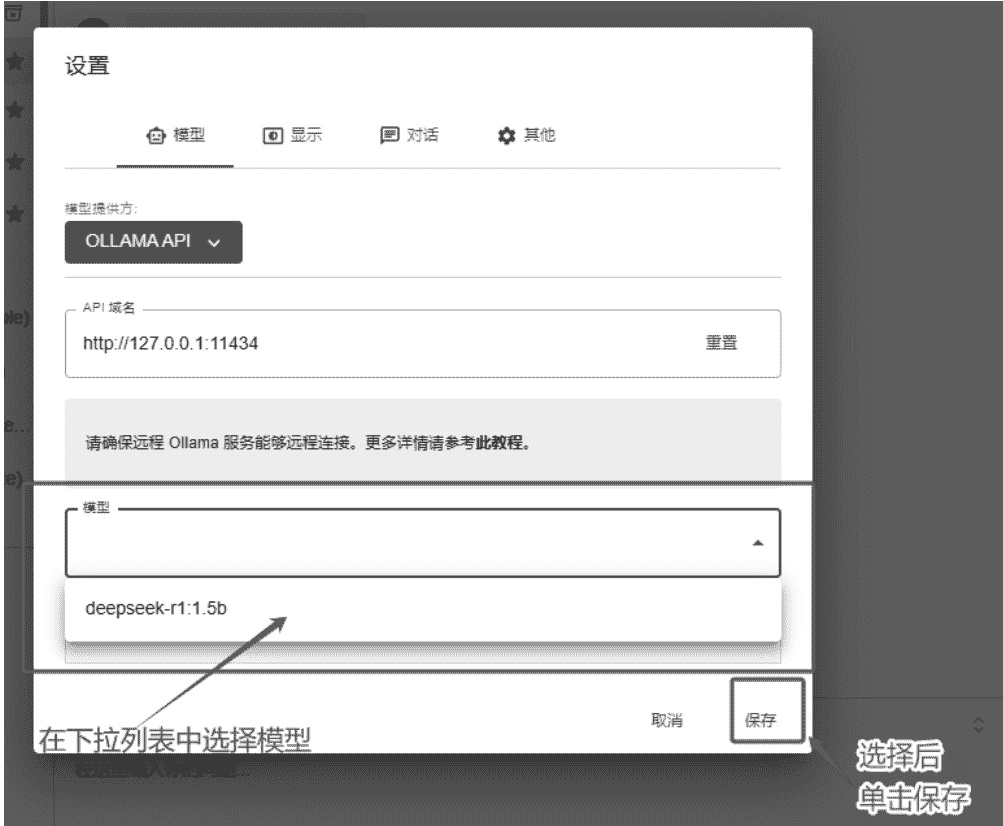 设置
模型 显示 对话 其他
模型提供方:
OLLAMA API
API 域名
http://127.0.0.1:11434 重置
请确保远程 Ollama 服务能够远程连接。更多详情请参考此教程。
模型
deepseek-r1:1.5b
取消 保存
在下拉列表中选择模型
选择后
单击保存